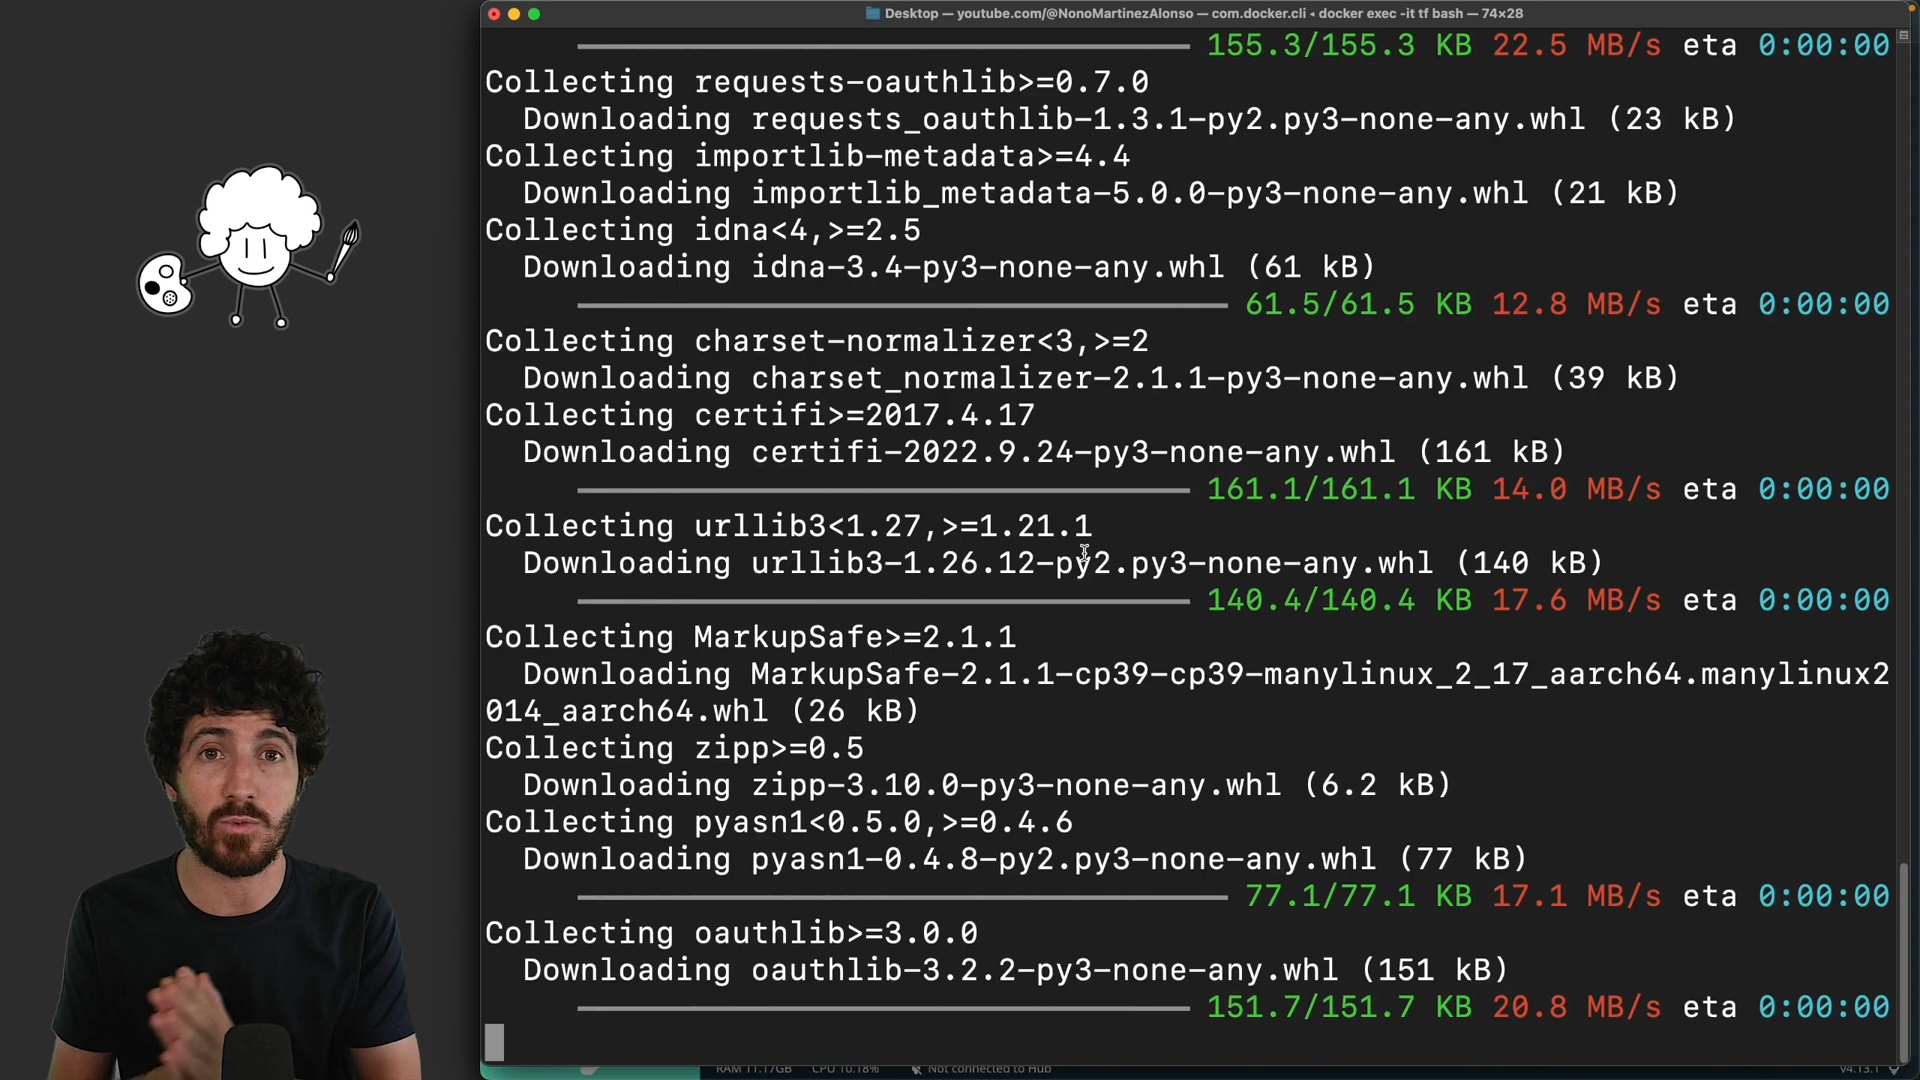 Desktop — youtube.com/@NonoMartinezAlonso — com.docker.cli ◂ docker exec -it tf bash — 74×28
155.3/155.3 KB 22.5 MB/s eta 0:00:00
Collecting requests-oauthlib>=0.7.0
Downloading requests_oauthlib-1.3.1-py2.py3-none-any.whl (23 kB)
Collecting importlib-metadata>=4.4
Downloading importlib_metadata-5.0.0-py3-none-any.whl (21 kB)
Collecting idna<4,>=2.5
Downloading idna-3.4-py3-none-any.whl (61 kB)
61.5/61.5 KB 12.8 MB/s eta 0:00:00
Collecting charset-normalizer<3,>=2
Downloading charset_normalizer-2.1.1-py3-none-any.whl (39 kB)
Collecting certifi>=2017.4.17
Downloading certifi-2022.9.24-py3-none-any.whl (161 kB)
161.1/161.1 KB 14.0 MB/s eta 0:00:00
Collecting urllib3<1.27,>=1.21.1
Downloading urllib3-1.26.12-py2.py3-none-any.whl (140 kB)
140.4/140.4 KB 17.6 MB/s eta 0:00:00
Collecting MarkupSafe>=2.1.1
Downloading MarkupSafe-2.1.1-cp39-cp39-manylinux_2_17_aarch64.manylinux2
014_aarch64.whl (26 kB)
Collecting zipp>=0.5
Downloading zipp-3.10.0-py3-none-any.whl (6.2 kB)
Collecting pyasn1<0.5.0,>=0.4.6
Downloading pyasn1-0.4.8-py2.py3-none-any.whl (77 kB)
77.1/77.1 KB 17.1 MB/s eta 0:00:00
Collecting oauthlib>=3.0.0
Downloading oauthlib-3.2.2-py3-none-any.whl (151 kB)
151.7/151.7 KB 20.8 MB/s eta 0:00:00
RAM 11.17GB CPU 10.18% Not connected to Hub v4.13.1